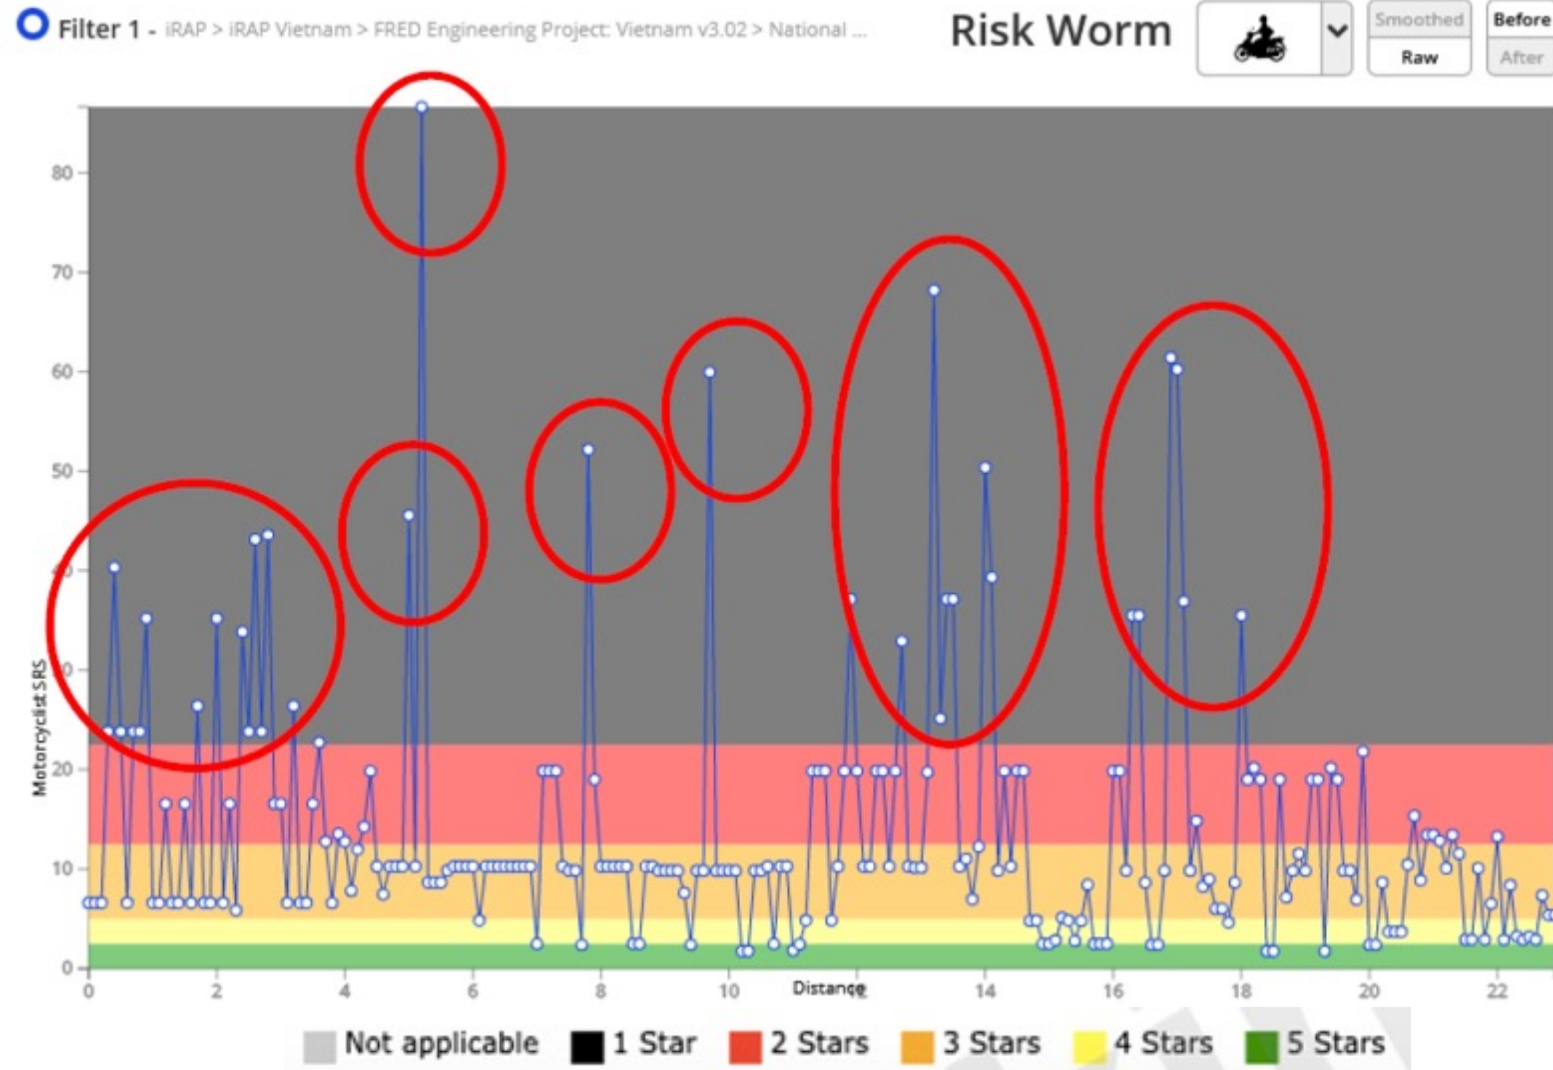 Filter 1 - iRAP > iRAP Vietnam > FRED Engineering Project: Vietnam v3.02 > National ...
Risk Worm
Smoothed
Raw
Before
After
80
70
60
50
20
10
0
Motorcyclist SRS
0 2 4 6 8 10 14 16 18 20 22
Distance
Not applicable 1 Star 2 Stars 3 Stars 4 Stars 5 Stars